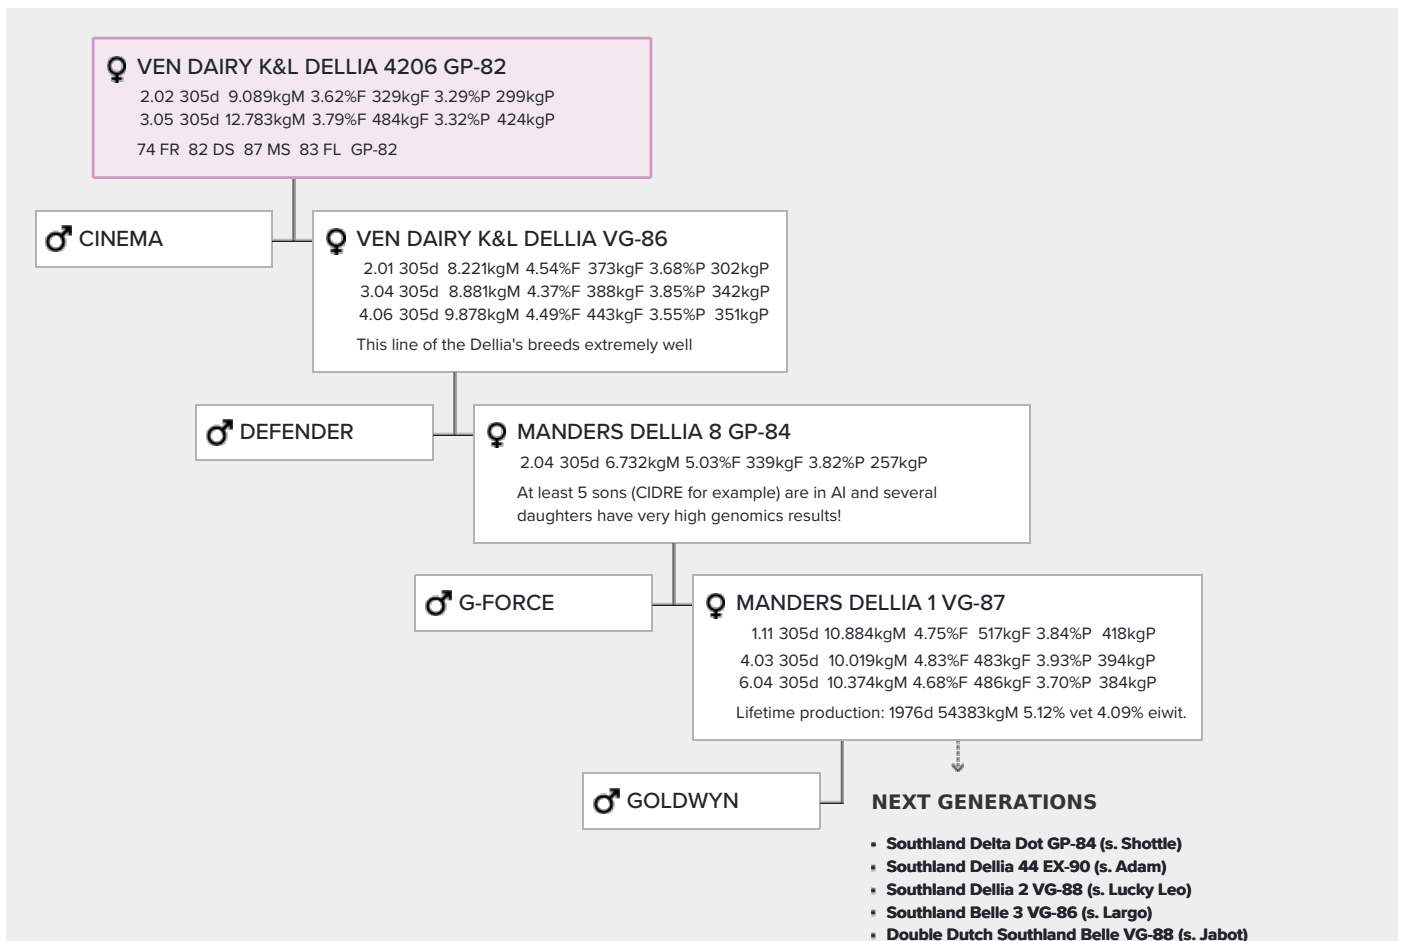 VEN DAIRY K&L DELLIA 4206 GP-82
2.02 305d 9.089kgM 3.62%F 329kgF 3.29%P 299kgP
3.05 305d 12.783kgM 3.79%F 484kgF 3.32%P 424kgP
74 FR 82 DS 87 MS 83 FL GP-82
CINEMA
VEN DAIRY K&L DELLIA VG-86
2.01 305d 8.221kgM 4.54%F 373kgF 3.68%P 302kgP
3.04 305d 8.881kgM 4.37%F 388kgF 3.85%P 342kgP
4.06 305d 9.878kgM 4.49%F 443kgF 3.55%P 351kgP
This line of the Dellia's breeds extremely well
DEFENDER
MANDERS DELLIA 8 GP-84
2.04 305d 6.732kgM 5.03%F 339kgF 3.82%P 257kgP
At least 5 sons (CIDRE for example) are in AI and several
daughters have very high genomics results!
G-FORCE
MANDERS DELLIA 1 VG-87
1.11 305d 10.884kgM 4.75%F 517kgF 3.84%P 418kgP
4.03 305d 10.019kgM 4.83%F 483kgF 3.93%P 394kgP
6.04 305d 10.374kgM 4.68%F 486kgF 3.70%P 384kgP
Lifetime production: 1976d 54383kgM 5.12% vet 4.09% eiwit.
GOLDWYN
NEXT GENERATIONS
Southland Delta Dot GP-84 (s. Shottle)
Southland Dellia 44 EX-90 (s. Adam)
Southland Dellia 2 VG-88 (s. Lucky Leo)
Southland Belle 3 VG-86 (s. Largo)
Double Dutch Southland Belle VG-88 (s. Jabot)